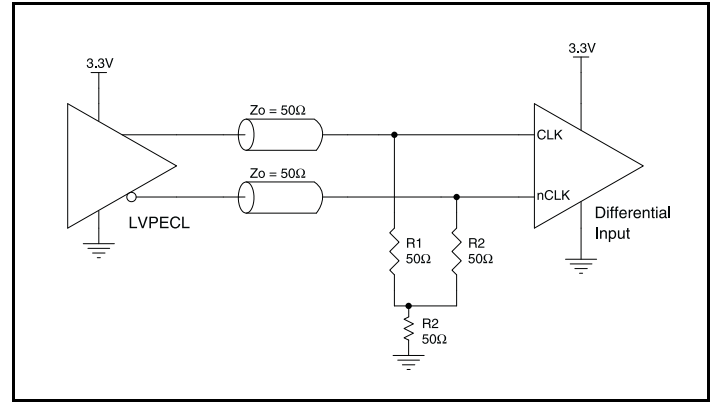 3.3V
3.3V
Zo = 50Ω
CLK
Zo = 50Ω
nCLK
LVPECL
Differential
Input
R1
50Ω
R2
50Ω
R2
50Ω